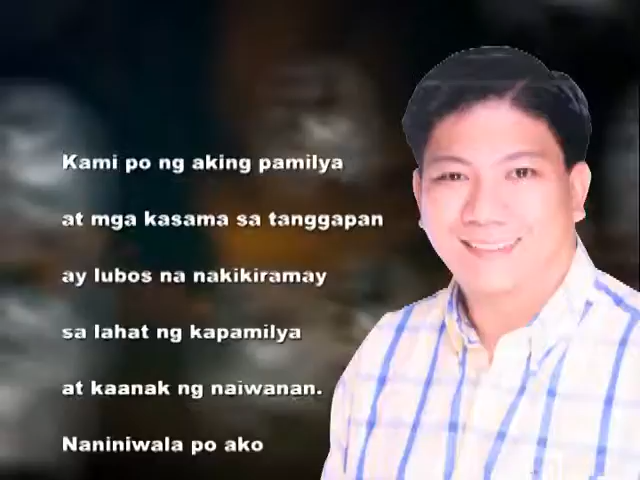 Kami po ng aking pamilya
at mga kasama sa tanggapan
ay lubos na nakikiramay
sa lahat ng kapamilya
at kaanak ng naiwanan.
Naniniwala po ako